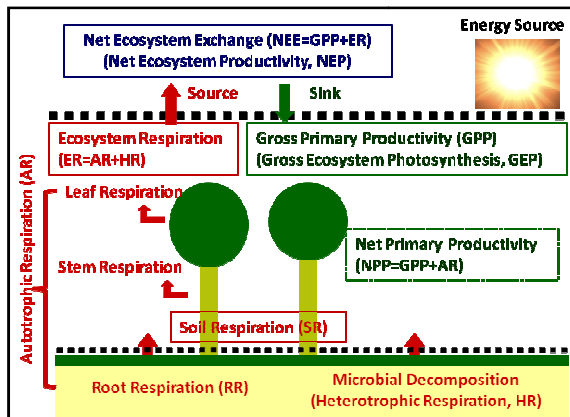 Energy Source
Net Ecosystem Exchange (NEE=GPP+ER)
(Net Ecosystem Productivity, NEP)
Source
Sink
Ecosystem Respiration
(ER=AR+HR)
Gross Primary Productivity (GPP)
(Gross Ecosystem Photosynthesis, GEP)
Autotrophic Respiration (AR)
Leaf Respiration
Net Primary Productivity
(NPP=GPP+AR)
Stem Respiration
Soil Respiration (SR)
Root Respiration (RR)
Microbial Decomposition
(Heterotrophic Respiration, HR)